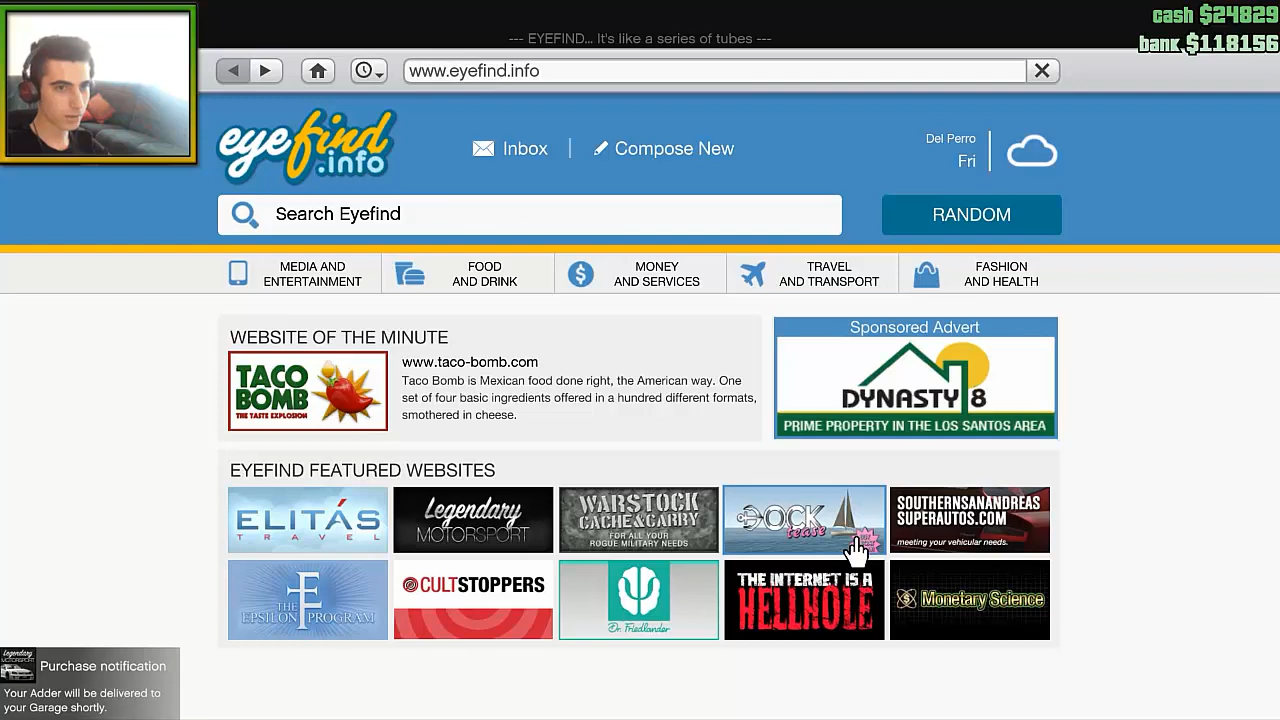 cash $24829
bank $118156
--- EYEFIND... It's like a series of tubes ---
www.eyefind.info
eyefind
.info
Inbox
Compose New
Del Perro
Fri
Search Eyefind
RANDOM
MEDIA AND
ENTERTAINMENT
FOOD
AND DRINK
MONEY
AND SERVICES
TRAVEL
AND TRANSPORT
FASHION
AND HEALTH
WEBSITE OF THE MINUTE
TACO
BOMB
THE TASTE EXPLOSION
www.taco-bomb.com
Taco Bomb is Mexican food done right, the American way. One
set of four basic ingredients offered in a hundred different formats,
smothered in cheese.
Sponsored Advert
DYNASTY 8
PRIME PROPERTY IN THE LOS SANTOS AREA
EYEFIND FEATURED WEBSITES
ELITÁS
TRAVEL
Legendary
MOTORSPORT
WARSTOCK
CACHE&CARRY
FOR ALL YOUR
ROGUE MILITARY NEEDS
DOCK
tease
SOUTHERNSANANDREAS
SUPERAUTOS.COM
meeting your vehicular needs.
THE
EPSILON PROGRAM
CULTSTOPPERS
Dr. Friedlander
THE INTERNET IS A
HELLHOLE
Monetary Science
Legendary
MOTORSPORT
Purchase notification
Your Adder will be delivered to
your Garage shortly.